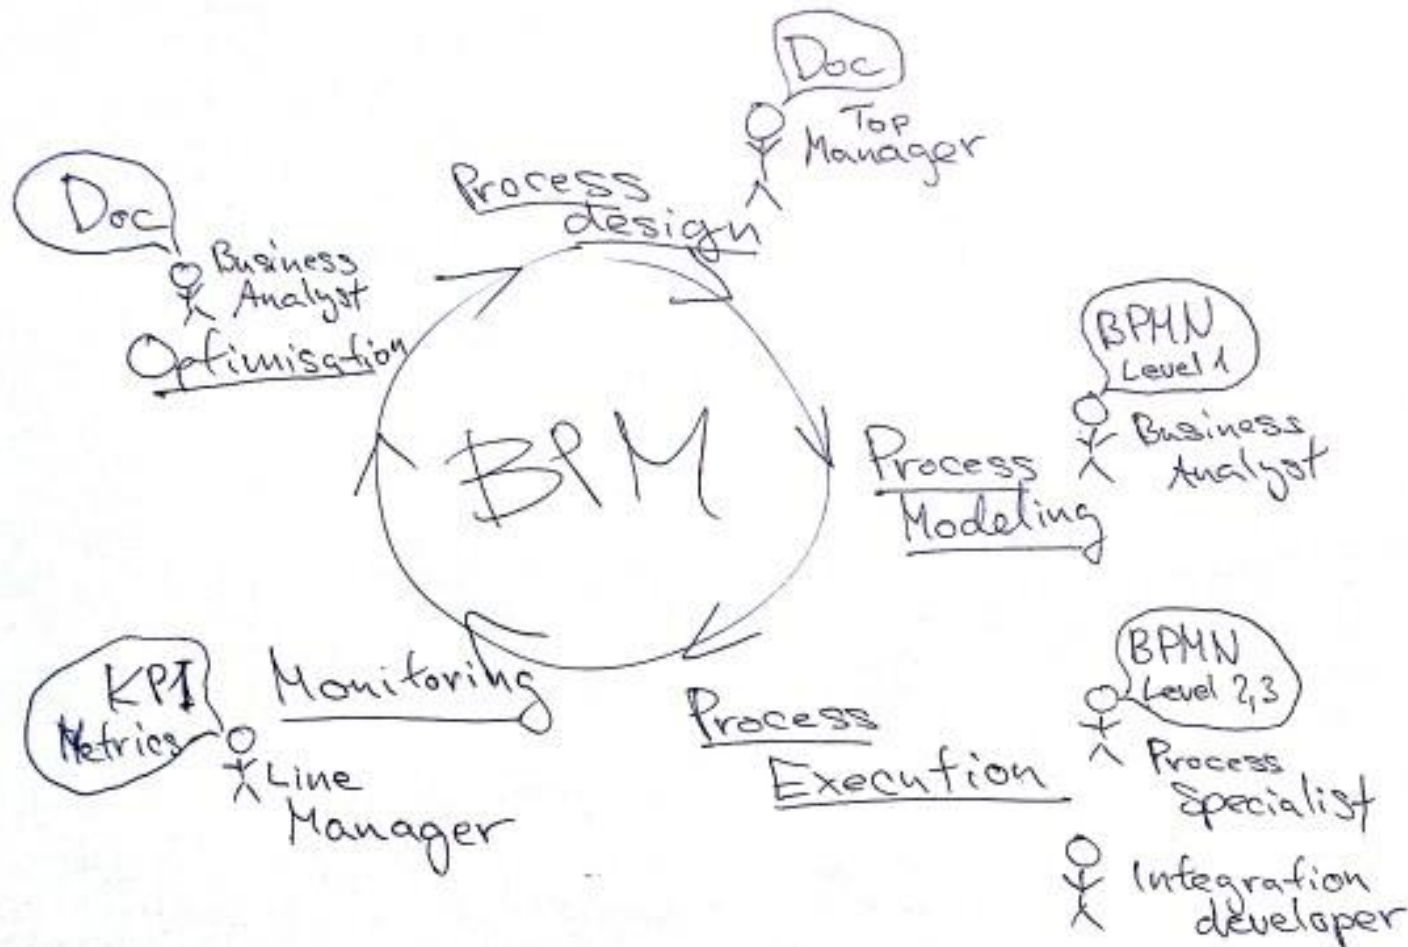 Doc
Top
Manager
Process
design
Doc
Business
Analyst
Optimisation
BPM
BPMN
Level 1
Business
Analyst
Process
Modeling
BPMN
Level 2,3
Process
Specialist
Integration
developer
Process
Execution
Monitoring
KPI
Metrics
Line
Manager